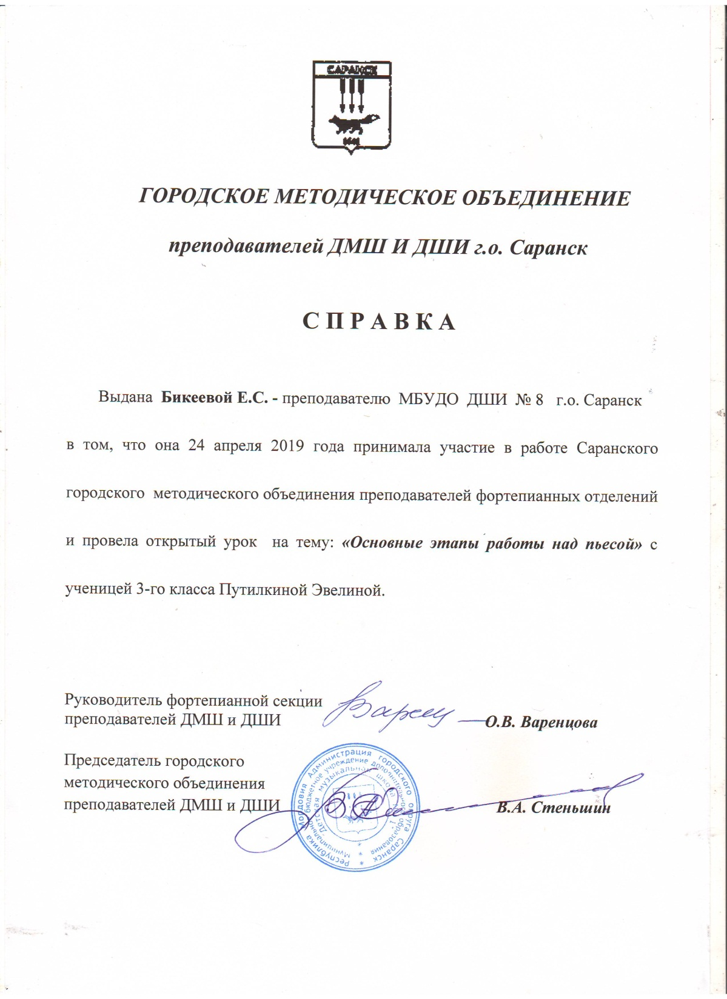 САРАНСК
1641
ГОРОДСКОЕ МЕТОДИЧЕСКОЕ ОБЪЕДИНЕНИЕ
преподавателей ДМШ И ДШИ г.о. Саранск
С П Р А В К А
Выдана Бикеевой Е.С. - преподавателю МБУДО ДШИ № 8 г.о. Саранск
в том, что она 24 апреля 2019 года принимала участие в работе Саранского
городского методического объединения преподавателей фортепианных отделений
и провела открытый урок на тему: «Основные этапы работы над пьесой» с
ученицей 3-го класса Путилкиной Эвелиной.
Руководитель фортепианной секции
преподавателей ДМШ и ДШИ О.В. Варенцова
Председатель городского
методического объединения
преподавателей ДМШ и ДШИ В.А. Стеньшин
Республика Мордовия Администрация городского округа Саранск
Муниципальное бюджетное учреждение дополнительного образования
Детская музыкальная школа № 1